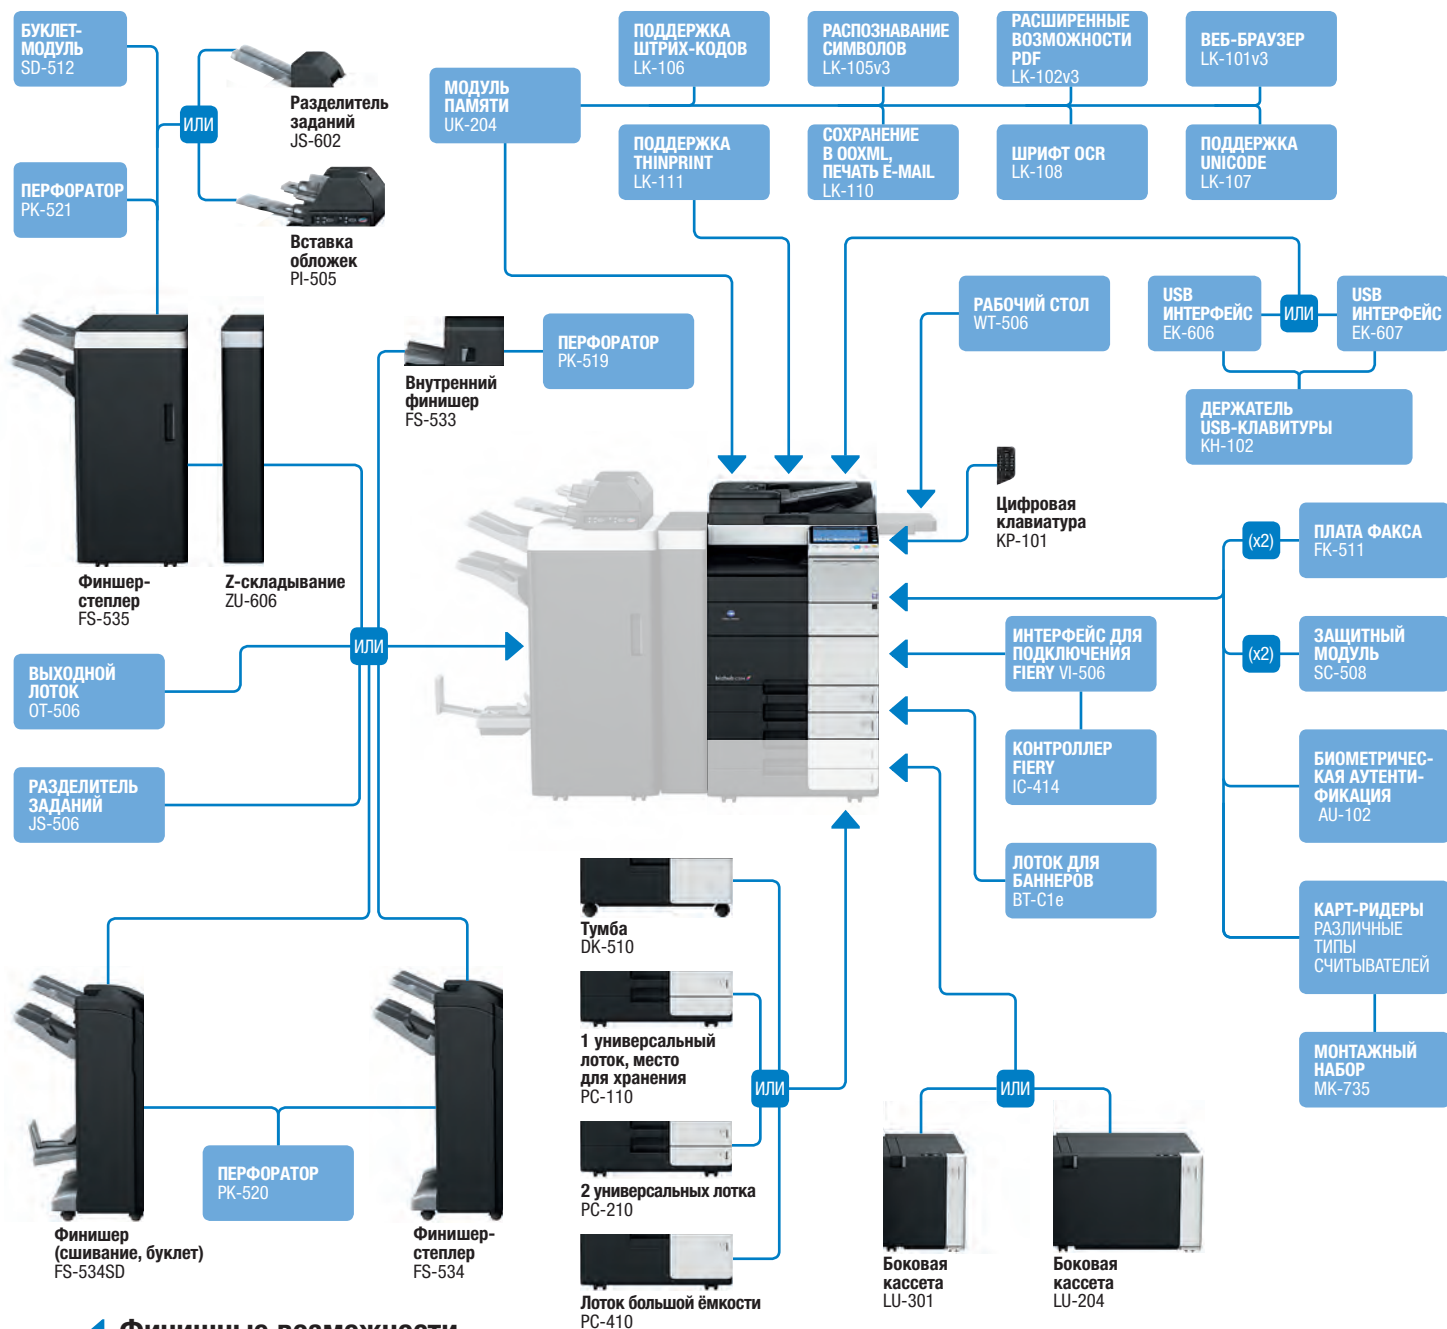 БУКЛЕТ-
МОДУЛЬ
SD-512
ИЛИ
Разделитель
заданий
JS-602
ПЕРФОРАТОР
PK-521
Вставка
обложек
PI-505
МОДУЛЬ
ПАМЯТИ
UK-204
ПОДДЕРЖКА
ШТРИХ-КОДОВ
LK-106
РАСПОЗНАВАНИЕ
СИМВОЛОВ
LK-105v3
РАСШИРЕННЫЕ
ВОЗМОЖНОСТИ
PDF
LK-102v3
ВЕБ-БРАУЗЕР
LK-101v3
ПОДДЕРЖКА
THINPRINT
LK-111
СОХРАНЕНИЕ
В OOXML,
ПЕЧАТЬ E-MAIL
LK-110
ШРИФТ OCR
LK-108
ПОДДЕРЖКА
UNICODE
LK-107
РАБОЧИЙ СТОЛ
WT-506
USB
ИНТЕРФЕЙС
EK-606
ИЛИ
USB
ИНТЕРФЕЙС
EK-607
ДЕРЖАТЕЛЬ
USB-КЛАВИТУРЫ
KH-102
ПЕРФОРАТОР
PK-519
Внутренний
финишер
FS-533
Финшер-
степлер
FS-535
Z-складывание
ZU-606
Цифровая
клавиатура
KP-101
(x2)
ПЛАТА ФАКСА
FK-511
ВЫХОДНОЙ
ЛОТОК
OT-506
ИЛИ
ИНТЕРФЕЙС ДЛЯ
ПОДКЛЮЧЕНИЯ
FIERY VI-506
(x2)
ЗАЩИТНЫЙ
МОДУЛЬ
SC-508
РАЗДЕЛИТЕЛЬ
ЗАДАНИЙ
JS-506
КОНТРОЛЛЕР
FIERY
IC-414
БИОМЕТРИЧЕС-
КАЯ АУТЕНТИ-
ФИКАЦИЯ
AU-102
ЛОТОК ДЛЯ
БАННЕРОВ
BT-C1e
КАРТ-РИДЕРЫ
РАЗЛИЧНЫЕ
ТИПЫ
СЧИТЫВАТЕЛЕЙ
МОНТАЖНЫЙ
НАБОР
MK-735
Тумба
DK-510
1 универсальный
лоток, место
для хранения
PC-110
ИЛИ
2 универсальных лотка
PC-210
Лоток большой ёмкости
PC-410
ИЛИ
Боковая
кассета
LU-301
Боковая
кассета
LU-204
ПЕРФОРАТОР
PK-520
Финишер
(сшивание, буклет)
FS-534SD
Финишер-
степлер
FS-534
Финишные возможности